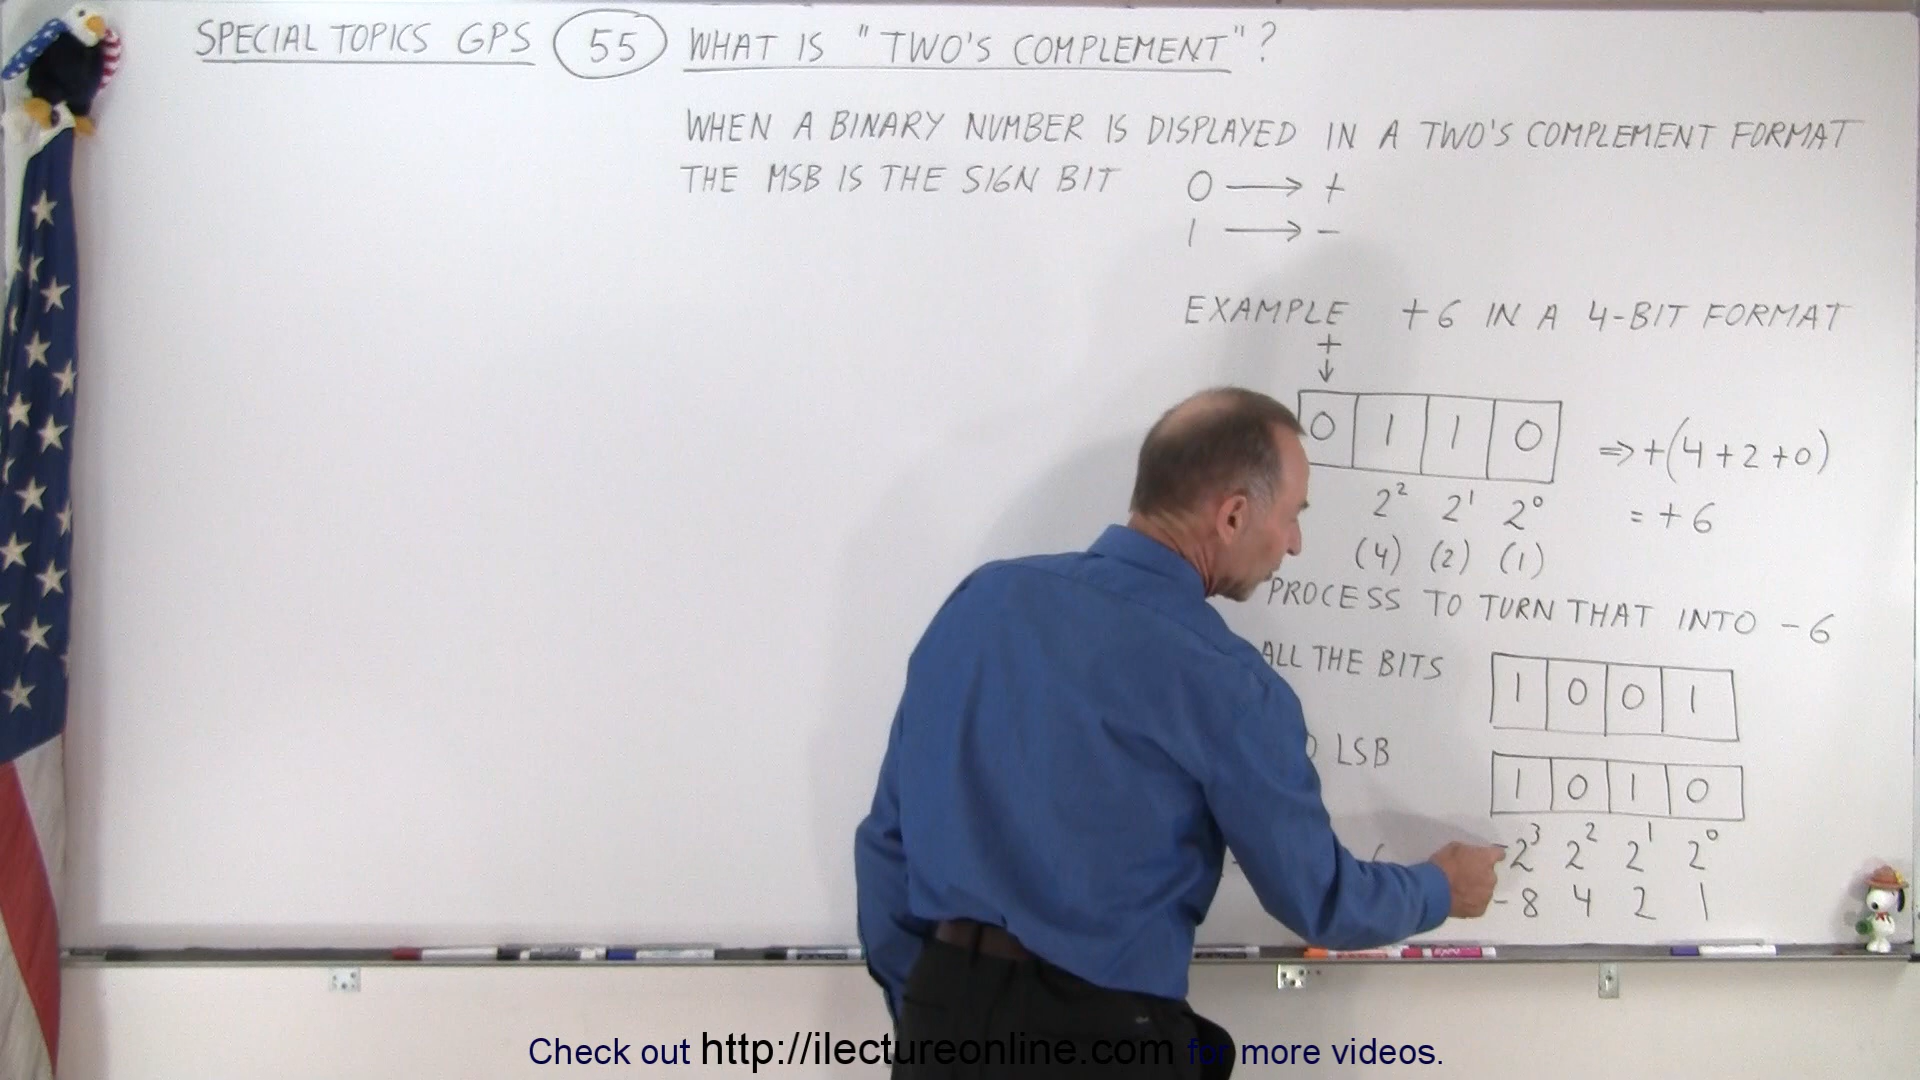 SPECIAL TOPICS GPS 55 WHAT IS "TWO'S COMPLEMENT"?
WHEN A BINARY NUMBER IS DISPLAYED IN A TWO'S COMPLEMENT FORMAT
THE MSB IS THE SIGN BIT 0 → +
1 → -
EXAMPLE +6 IN A 4-BIT FORMAT
+
↓
0 1 1 0 ⇒ +(4+2+0)
2² 2¹ 2⁰ = +6
(4) (2) (1)
PROCESS TO TURN THAT INTO -6
ALL THE BITS 1 0 0 1
LSB 1 0 1 0
-2³ 2² 2¹ 2⁰
-8 4 2 1
Check out http://ilectureonline.com for more videos.